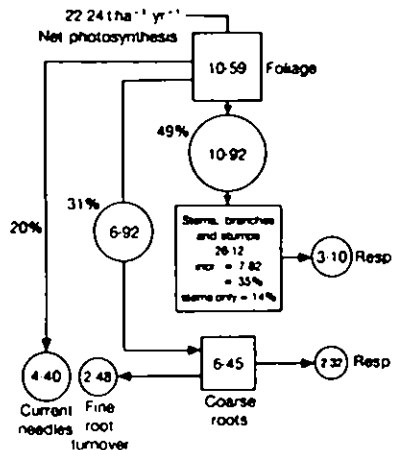 22·24 t ha⁻¹ yr⁻¹
Net photosynthesis
10·59
Foliage
49%
10·92
31%
6·92
20%
Stems, branches
and stumps
26·12
incr = 7·82
= 35%
stems only = 14%
3·10 Resp
6·45
Coarse
roots
2·32 Resp
4·40
Current
needles
2·48
Fine
root
turnover